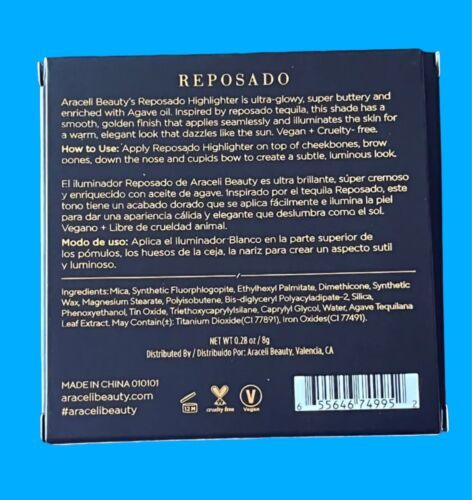 REPOSADO
Araceli Beauty's Reposado Highlighter is ultra-glowy, super buttery and
enriched with Agave oil. Inspired by reposado tequila, this shade has a
smooth, golden finish that applies seamlessly and illuminates the skin for
a warm, elegant look that dazzles like the sun. Vegan + Cruelty- free.
How to Use: Apply Reposado Highlighter on top of cheekbones, brow
bones, down the nose and cupids bow to create a subtle, luminous look.
El iluminador Reposado de Araceli Beauty es ultra brillante, súper cremoso
y enriquecido con aceite de agave. Inspirado por el tequila Reposado, este
tono tiene un acabado dorado que se aplica fácilmente e ilumina la piel
para dar una apariencia cálida y elegante que deslumbra como el sol.
Vegano + Libre de crueldad animal.
Modo de uso: Aplica el Iluminador Blanco en la parte superior de
los pómulos, los huesos de la ceja, la nariz para crear un aspecto sutil
y luminoso.
Ingredients: Mica, Synthetic Fluorphlogopite, Ethylhexyl Palmitate, Dimethicone, Synthetic
Wax, Magnesium Stearate, Polyisobutene, Bis-diglyceryl Polyacyladipate-2, Silica,
Phenoxyethanol, Tin Oxide, Triethoxycaprylylsilane, Caprylyl Glycol, Water, Agave Tequilana
Leaf Extract. May Contain(±): Titanium Dioxide(CI 77891), Iron Oxides(CI 77491).
NET WT 0.28 oz / 8g
Distributed By / Distribuido Por: Araceli Beauty, Valencia, CA
MADE IN CHINA 010101
aracelibeauty.com
#aracelibeauty
12 M
cruelty free
V
Vegan
6 55646 74995 2